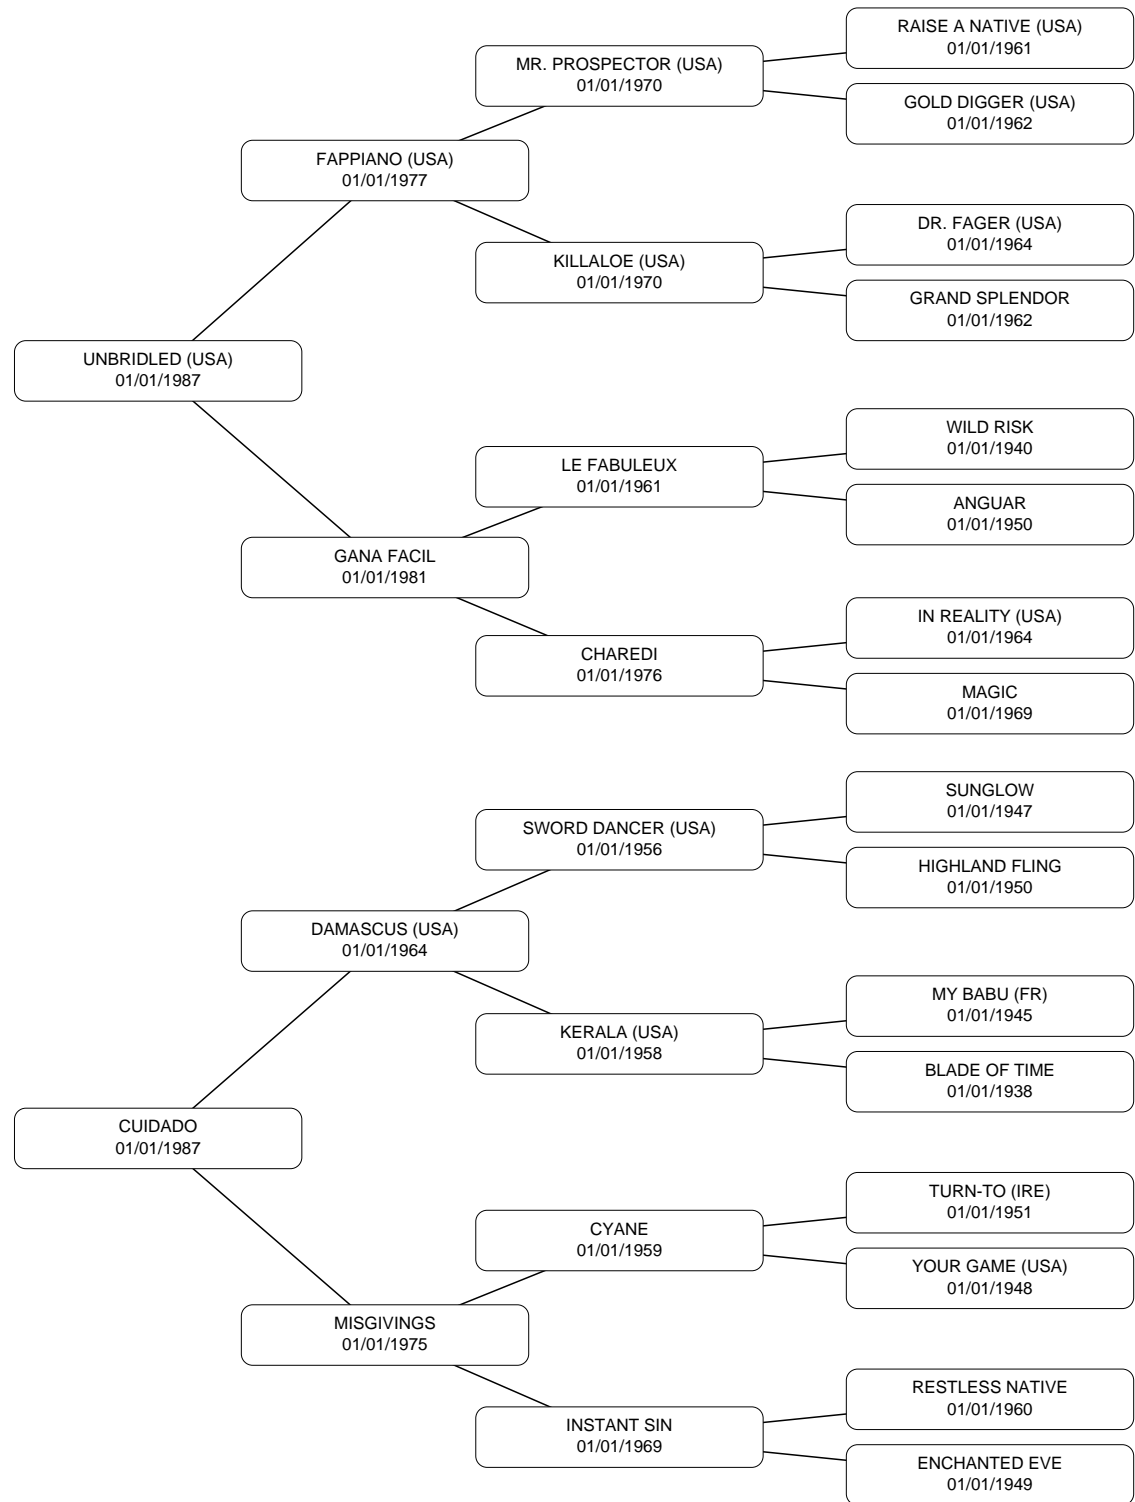 RAISE A NATIVE (USA)
01/01/1961
MR. PROSPECTOR (USA)
01/01/1970
GOLD DIGGER (USA)
01/01/1962
FAPPIANO (USA)
01/01/1977
DR. FAGER (USA)
01/01/1964
KILLALOE (USA)
01/01/1970
GRAND SPLENDOR
01/01/1962
UNBRIDLED (USA)
01/01/1987
WILD RISK
01/01/1940
LE FABULEUX
01/01/1961
ANGUAR
01/01/1950
GANA FACIL
01/01/1981
IN REALITY (USA)
01/01/1964
CHAREDI
01/01/1976
MAGIC
01/01/1969
SUNGLOW
01/01/1947
SWORD DANCER (USA)
01/01/1956
HIGHLAND FLING
01/01/1950
DAMASCUS (USA)
01/01/1964
MY BABU (FR)
01/01/1945
KERALA (USA)
01/01/1958
BLADE OF TIME
01/01/1938
CUIDADO
01/01/1987
TURN-TO (IRE)
01/01/1951
CYANE
01/01/1959
YOUR GAME (USA)
01/01/1948
MISGIVINGS
01/01/1975
RESTLESS NATIVE
01/01/1960
INSTANT SIN
01/01/1969
ENCHANTED EVE
01/01/1949